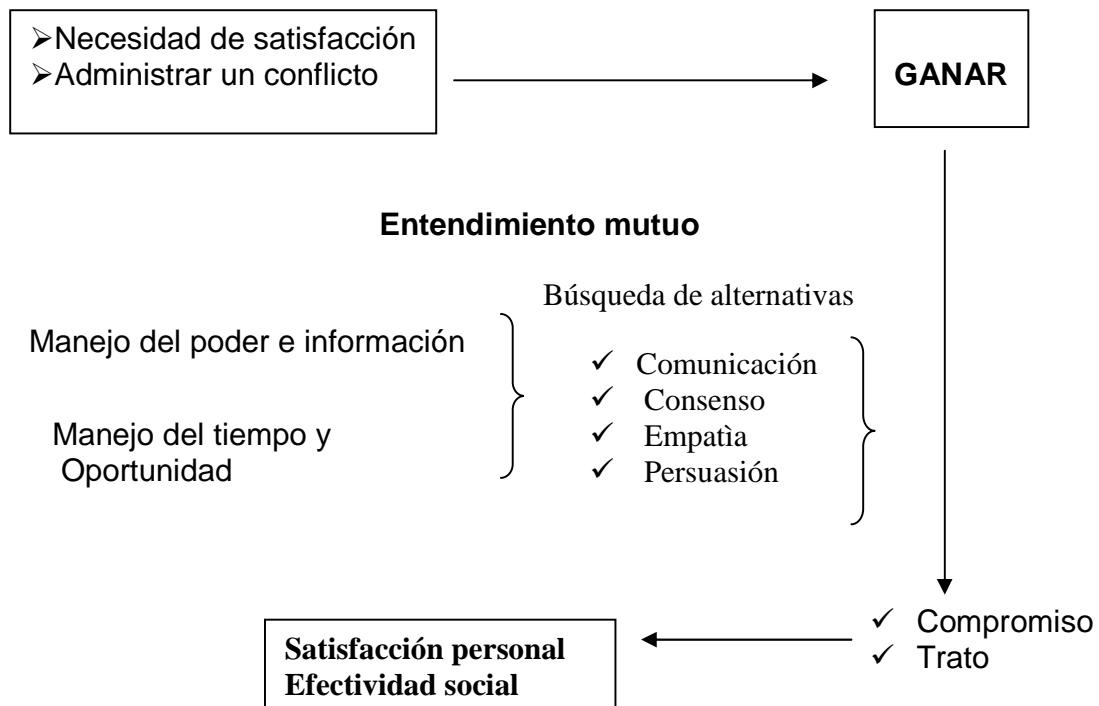 ➢Necesidad de satisfacción
➢Administrar un conflicto
GANAR
Entendimiento mutuo
Búsqueda de alternativas
Manejo del poder e información
✓ Comunicación
✓ Consenso
✓ Empatìa
✓ Persuasión
Manejo del tiempo y
Oportunidad
✓ Compromiso
✓ Trato
Satisfacción personal
Efectividad social